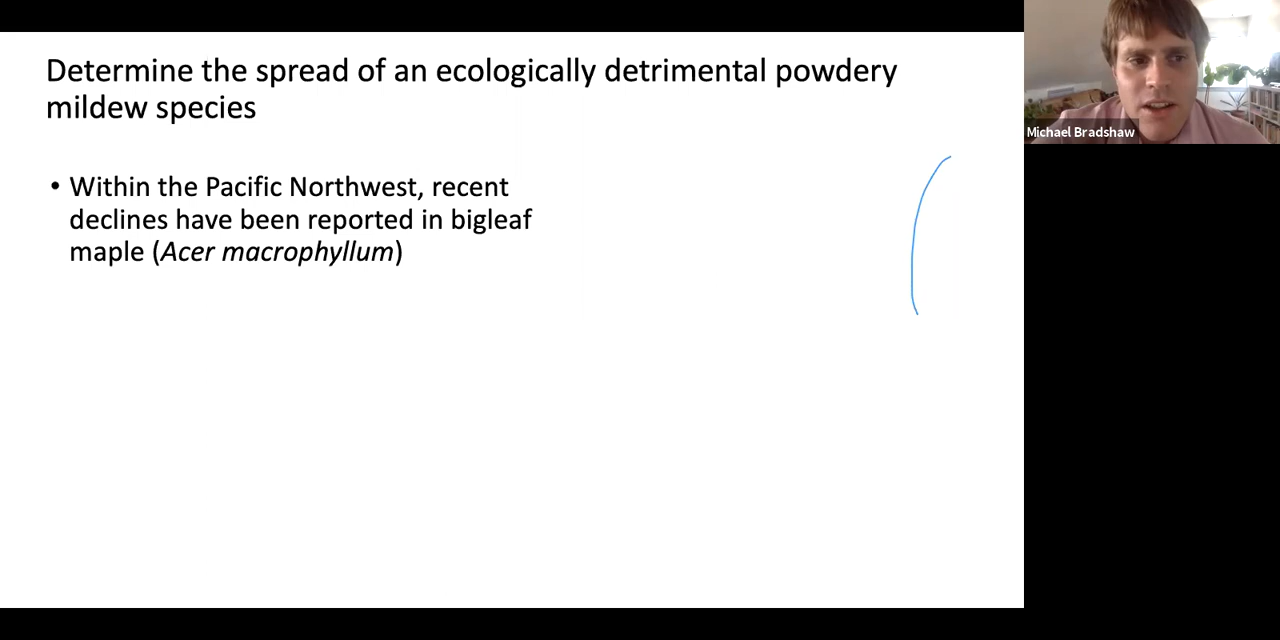 Determine the spread of an ecologically detrimental powdery
mildew species
• Within the Pacific Northwest, recent
declines have been reported in bigleaf
maple (Acer macrophyllum)
Michael Bradshaw